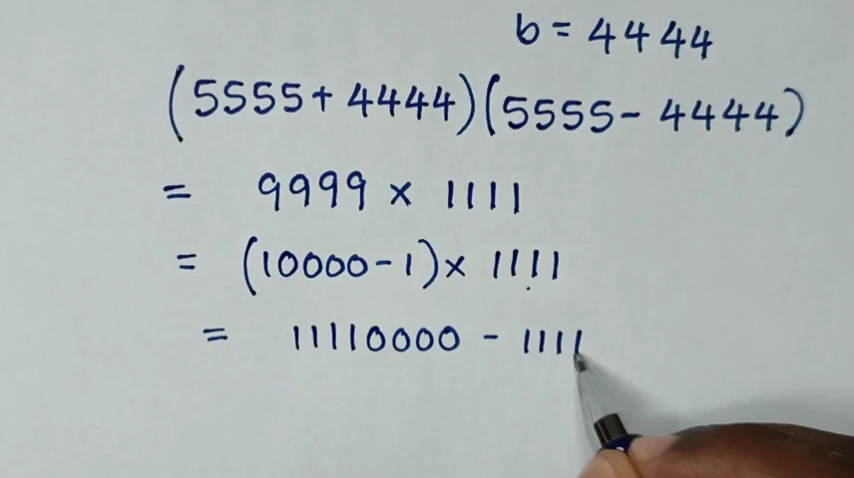 b = 4444
(5555 + 4444)(5555 - 4444)
= 9999 × 1111
= (10000 - 1) × 1111
= 11110000 - 1111